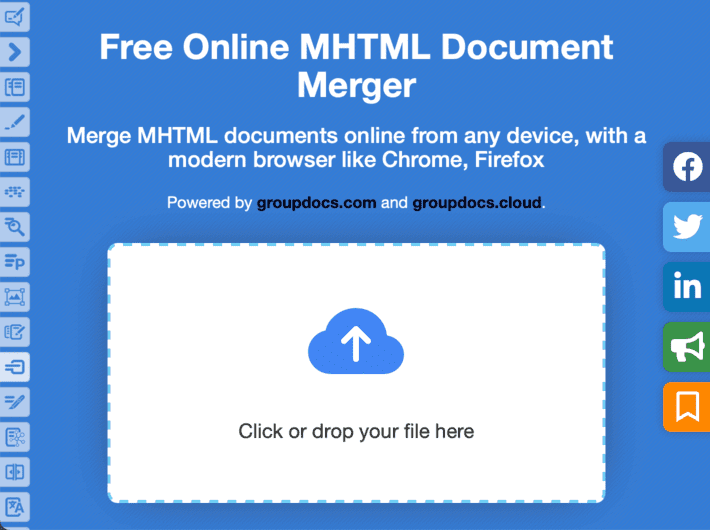 Free Online MHTML Document
Merger
Merge MHTML documents online from any device, with a
modern browser like Chrome, Firefox
Powered by groupdocs.com and groupdocs.cloud.
Click or drop your file here